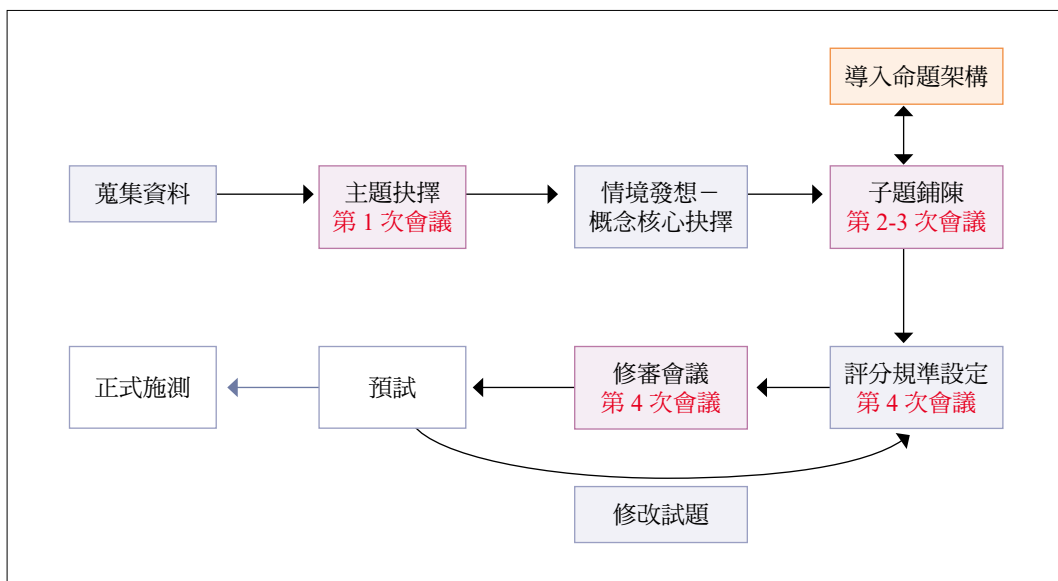 導入命題架構
蒐集資料
主題抉擇
第 1 次會議
情境發想－
概念核心抉擇
子題鋪陳
第 2-3 次會議
正式施測
預試
修審會議
第 4 次會議
評分規準設定
第 4 次會議
修改試題